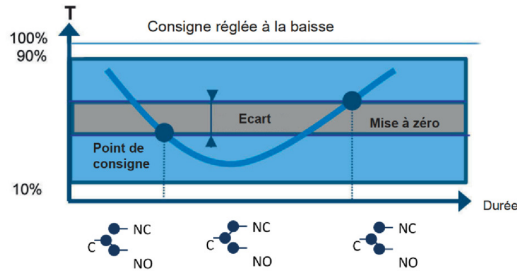 T
Consigne réglée à la baisse
100%
90%
Ecart
Mise à zéro
Point de
consigne
10%
Durée
NC
C
NO
NC
C
NO
NC
C
NO